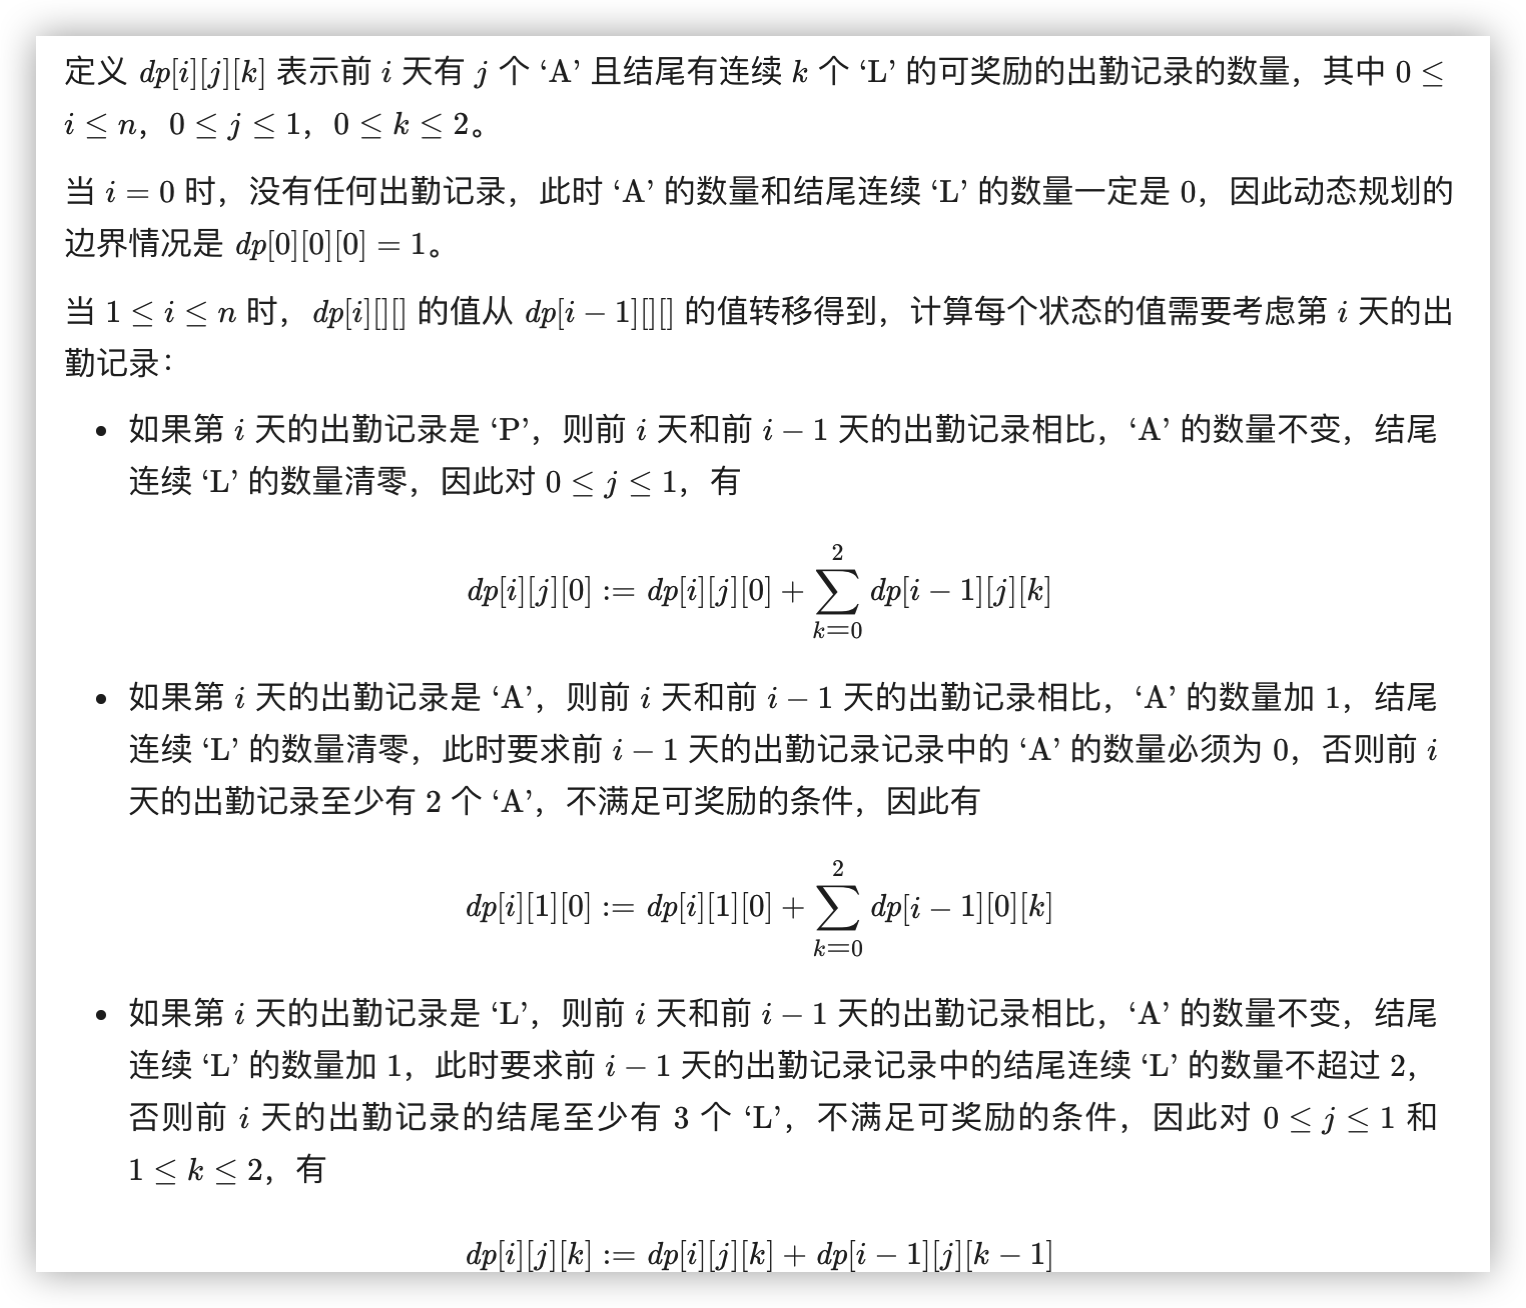 定义 dp[i][j][k] 表示前 i 天有 j 个 ‘A’ 且结尾有连续 k 个 ‘L’ 的可奖励的出勤记录的数量，其中 0 ≤
i ≤ n，0 ≤ j ≤ 1，0 ≤ k ≤ 2。
当 i = 0 时，没有任何出勤记录，此时 ‘A’ 的数量和结尾连续 ‘L’ 的数量一定是 0，因此动态规划的
边界情况是 dp[0][0][0] = 1。
当 1 ≤ i ≤ n 时，dp[i][][] 的值从 dp[i − 1][][] 的值转移得到，计算每个状态的值需要考虑第 i 天的出
勤记录：
• 如果第 i 天的出勤记录是 ‘P’，则前 i 天和前 i − 1 天的出勤记录相比，‘A’ 的数量不变，结尾
连续 ‘L’ 的数量清零，因此对 0 ≤ j ≤ 1，有
dp[i][j][0] := dp[i][j][0] + ∑_{k=0}^{2} dp[i − 1][j][k]
• 如果第 i 天的出勤记录是 ‘A’，则前 i 天和前 i − 1 天的出勤记录相比，‘A’ 的数量加 1，结尾
连续 ‘L’ 的数量清零，此时要求前 i − 1 天的出勤记录记录中的 ‘A’ 的数量必须为 0，否则前 i
天的出勤记录至少有 2 个 ‘A’，不满足可奖励的条件，因此有
dp[i][1][0] := dp[i][1][0] + ∑_{k=0}^{2} dp[i − 1][0][k]
• 如果第 i 天的出勤记录是 ‘L’，则前 i 天和前 i − 1 天的出勤记录相比，‘A’ 的数量不变，结尾
连续 ‘L’ 的数量加 1，此时要求前 i − 1 天的出勤记录记录中的结尾连续 ‘L’ 的数量不超过 2，
否则前 i 天的出勤记录的结尾至少有 3 个 ‘L’，不满足可奖励的条件，因此对 0 ≤ j ≤ 1 和
1 ≤ k ≤ 2，有
dp[i][j][k] := dp[i][j][k] + dp[i − 1][j][k − 1]